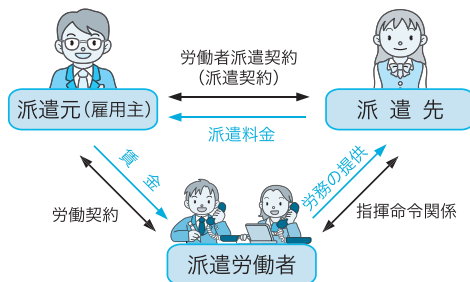 労働者派遣契約
（派遣契約）
派遣元（雇用主）
派遣先
派遣料金
賃金
労務の提供
労働契約
指揮命令関係
派遣労働者